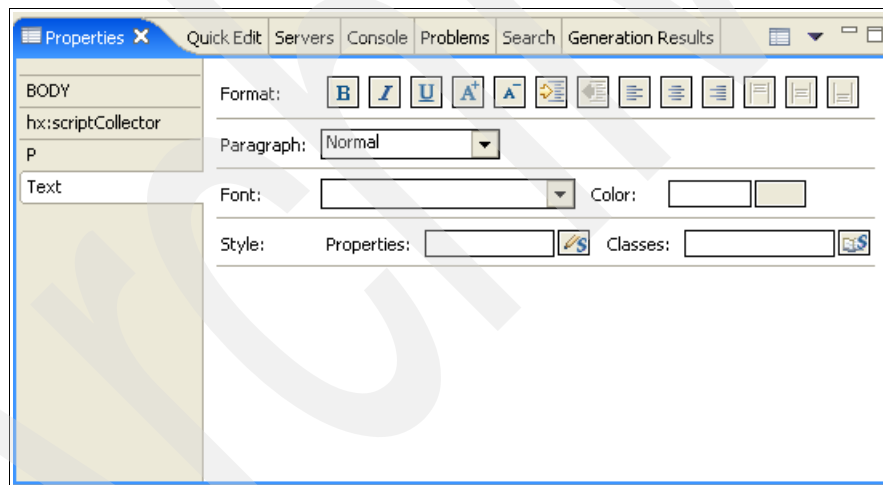 Properties Quick Edit Servers Console Problems Search Generation Results
BODY
hx:scriptCollector
P
Text
Format: B I U A+ A-
Paragraph: Normal
Font: Color:
Style: Properties: S Classes: S